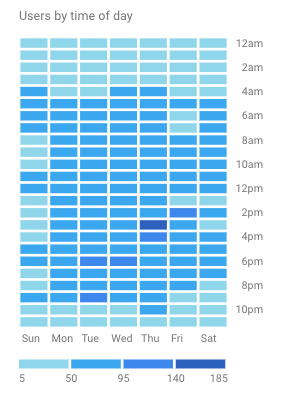 Users by time of day
12am
2am
4am
6am
8am
10am
12pm
2pm
4pm
6pm
8pm
10pm
Sun Mon Tue Wed Thu Fri Sat
5 50 95 140 185